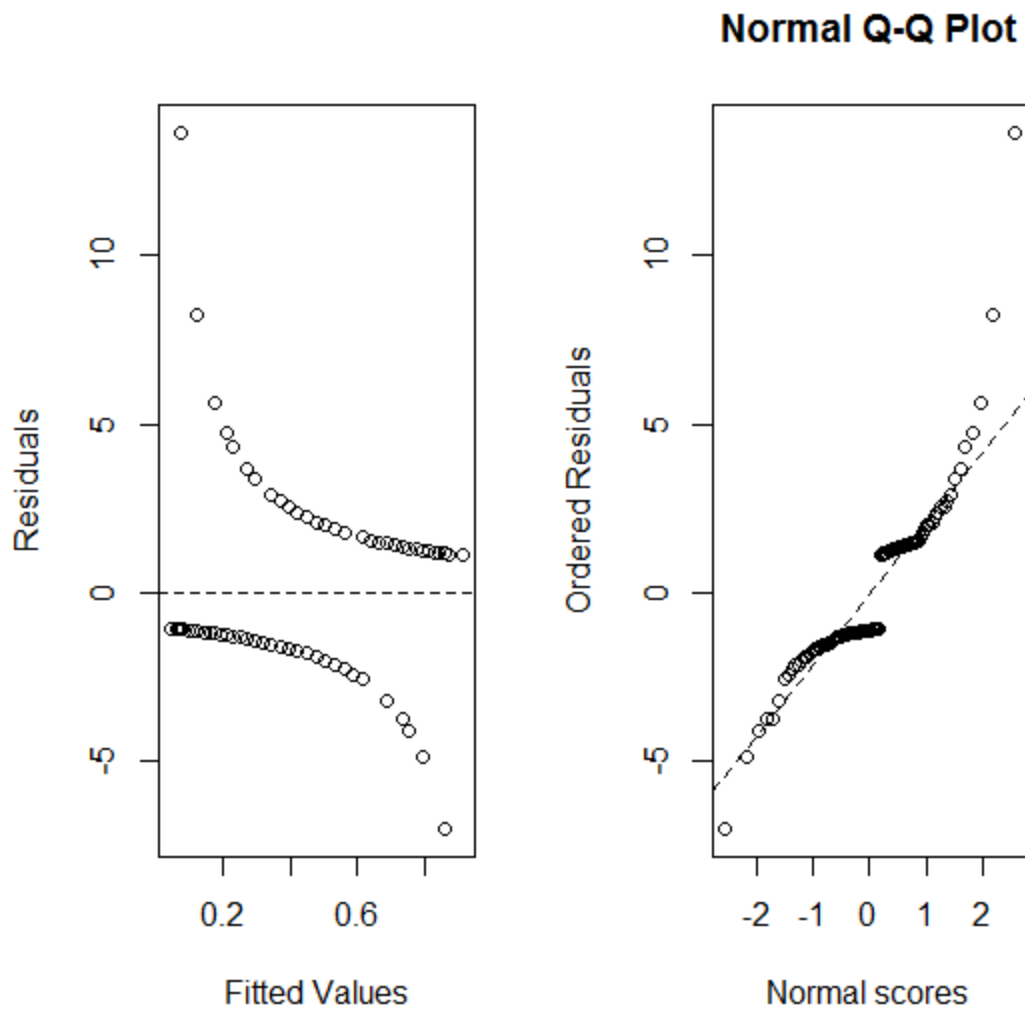 Normal Q-Q Plot
Residuals
10
5
0
-5
0.2 0.6
Fitted Values
Ordered Residuals
10
5
0
-5
-2 -1 0 1 2
Normal scores